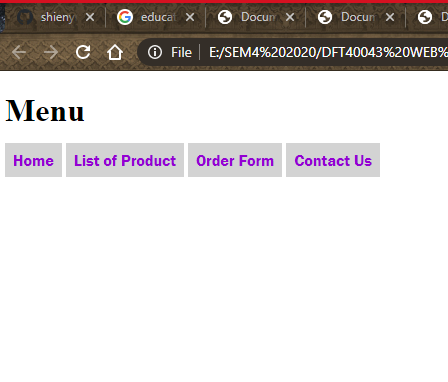 shieny educat Docum Docum D
File E:/SEM4%202020/DFT40043%20WEB%
Menu
Home List of Product Order Form Contact Us